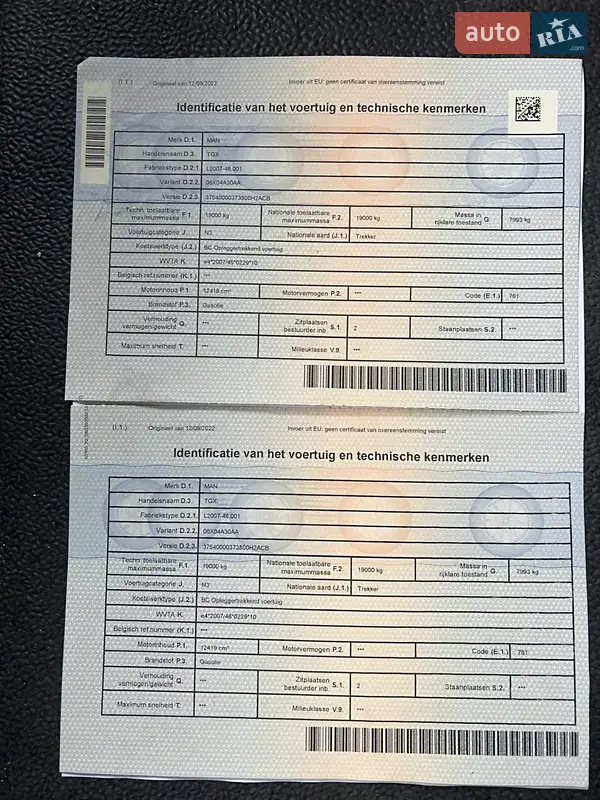 auto RIA .com
(I.1.) Origineel van 12/09/2022 Invoer uit EU: geen certificaat van overeenstemming vereist
Identificatie van het voertuig en technische kenmerken
Merk D.1. MAN
Handelsnaam D.3. TGX
Fabriekstype D.2.1. L2007-46.001
Variant D.2.2. 06X04A30AA
Versie D.2.3. 37540000373800H2ACB
Techn. toelaatbare maximummassa F.1. 19000 kg Nationale toelaatbare maximummassa F.2. 19000 kg Massa in rijklare toestand G. 7993 kg
Voertuigcategorie J. N3 Nationale aard (J.1.) Trekker
Koetswerktype (J.2.) BC Opleggertrekkend voertuig
WVTA K. e4*2007/46*0229*10
Belgisch ref.nummer (K.1.) ---
Motorinhoud P.1. 12419 cm³ Motorvermogen P.2. --- Code (E.1.) 761
Brandstof P.3. Gasolie
Verhouding vermogen/gewicht Q. --- Zitplaatsen bestuurder inb. S.1. 2 Staanplaatsen S.2. ---
Maximum snelheid T. --- Milieuklasse V.9. ---
(I.1.) Origineel van 12/09/2022 Invoer uit EU: geen certificaat van overeenstemming vereist
Identificatie van het voertuig en technische kenmerken
Merk D.1. MAN
Handelsnaam D.3. TGX
Fabriekstype D.2.1. L2007-46.001
Variant D.2.2. 06X04A30AA
Versie D.2.3. 37540000373800H2ACB
Techn. toelaatbare maximummassa F.1. 19000 kg Nationale toelaatbare maximummassa F.2. 19000 kg Massa in rijklare toestand G. 7993 kg
Voertuigcategorie J. N3 Nationale aard (J.1.) Trekker
Koetswerktype (J.2.) BC Opleggertrekkend voertuig
WVTA K. e4*2007/46*0229*10
Belgisch ref.nummer (K.1.) ---
Motorinhoud P.1. 12419 cm³ Motorvermogen P.2. --- Code (E.1.) 761
Brandstof P.3. Gasolie
Verhouding vermogen/gewicht Q. --- Zitplaatsen bestuurder inb. S.1. 2 Staanplaatsen S.2. ---
Maximum snelheid T. --- Milieuklasse V.9. ---